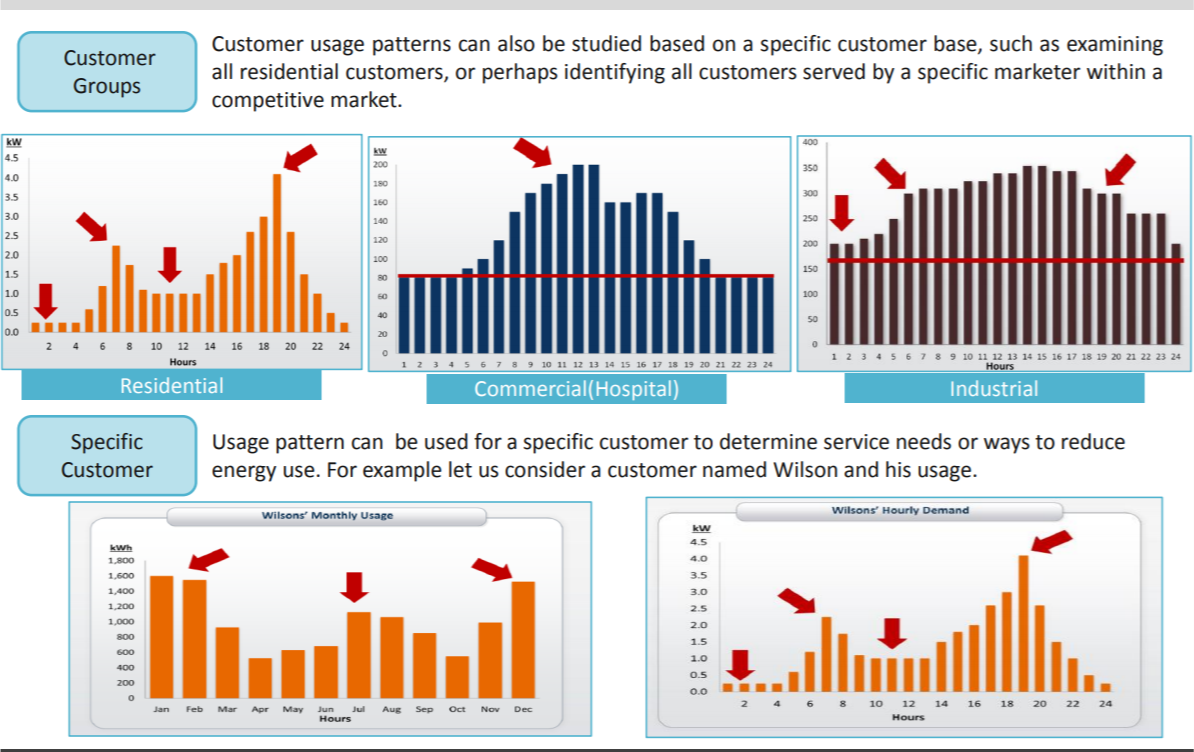 Customer
Groups
Customer usage patterns can also be studied based on a specific customer base, such as examining
all residential customers, or perhaps identifying all customers served by a specific marketer within a
competitive market.
kW
4.5
4.0
3.5
3.0
2.5
2.0
1.5
1.0
0.5
0.0
2 4 6 8 10 12 14 16 18 20 22 24
Hours
Residential
kW
200
180
160
140
120
100
80
60
40
20
0
1 2 3 4 5 6 7 8 9 10 11 12 13 14 15 16 17 18 19 20 21 22 23 24
Commercial(Hospital)
400
350
300
250
200
150
100
50
0
1 2 3 4 5 6 7 8 9 10 11 12 13 14 15 16 17 18 19 20 21 22 23 24
Hours
Industrial
Specific
Customer
Usage pattern can be used for a specific customer to determine service needs or ways to reduce
energy use. For example let us consider a customer named Wilson and his usage.
Wilsons' Monthly Usage
kWh
1,800
1,600
1,400
1,200
1,000
800
600
400
200
0
Jan Feb Mar Apr May Jun Jul Aug Sep Oct Nov Dec
Hours
Wilsons' Hourly Demand
kW
4.5
4.0
3.5
3.0
2.5
2.0
1.5
1.0
0.5
0.0
2 4 6 8 10 12 14 16 18 20 22 24
Hours